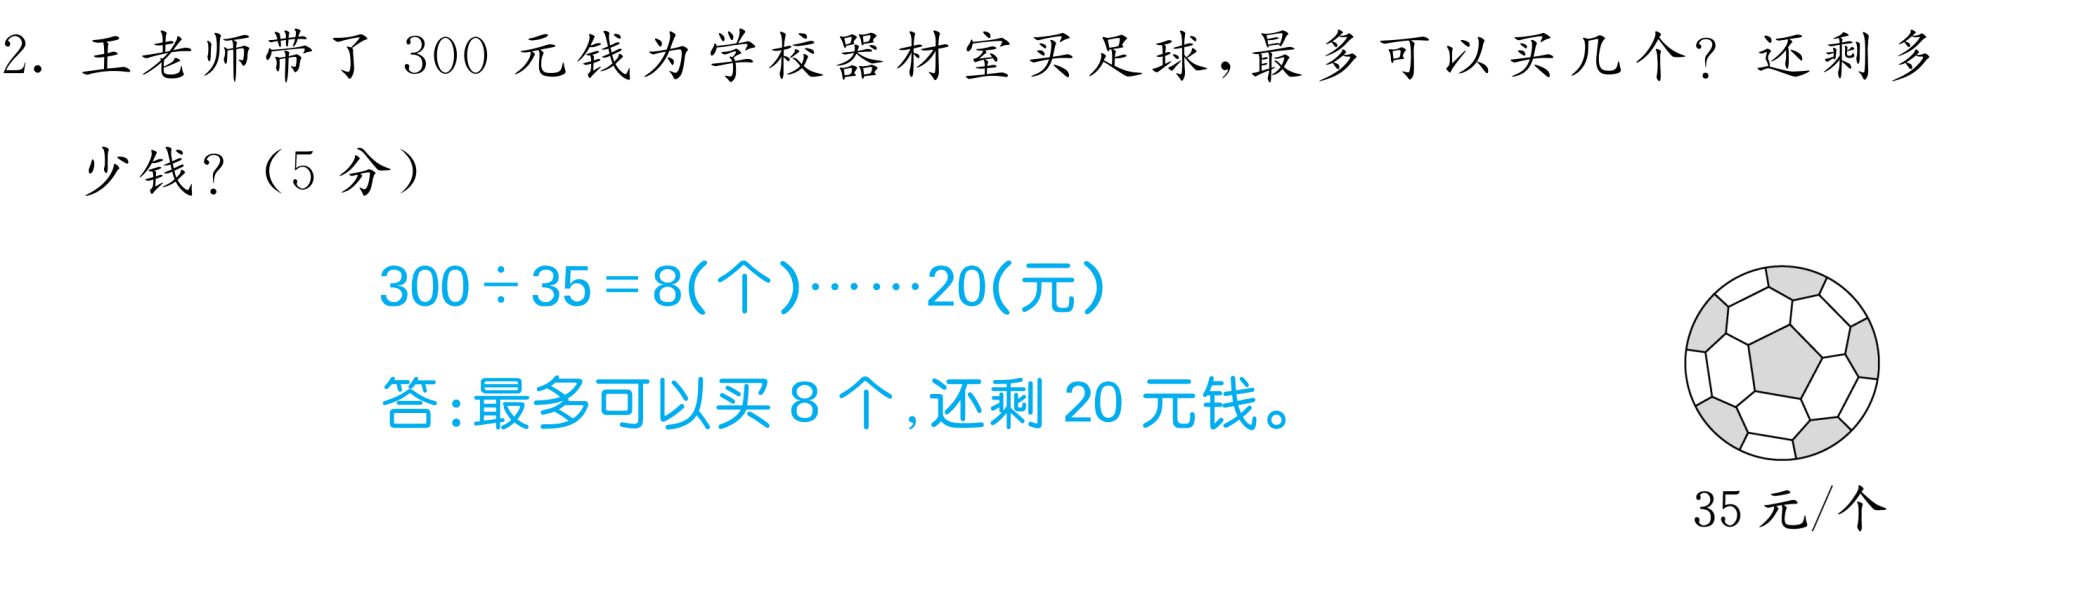 2. 王老师带了 300 元钱为学校器材室买足球,最多可以买几个? 还剩多
少钱?(5 分)
300÷35=8(个)……20(元)
答:最多可以买 8 个,还剩 20 元钱。
35 元/个